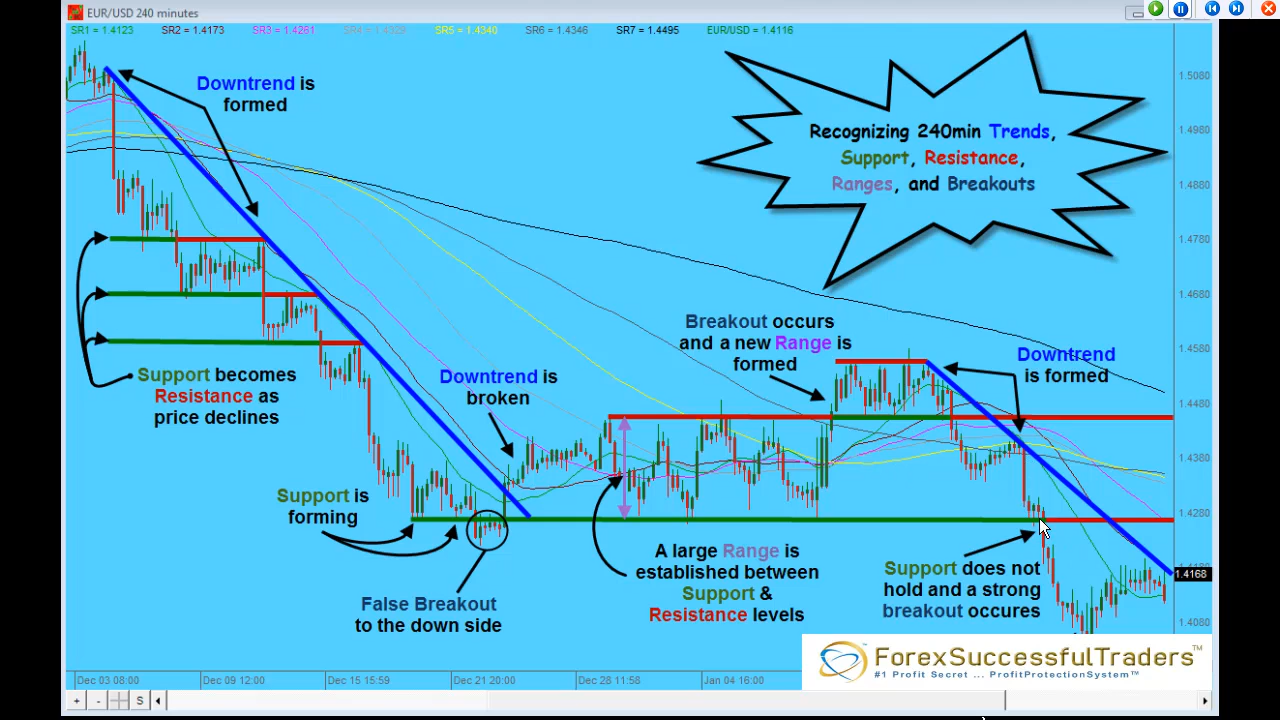 EUR/USD 240 minutes
SR1 = 1.4123 SR2 = 1.4173 SR3 = 1.4261 SR5 = 1.4340 SR6 = 1.4346 SR7 = 1.4495 EUR/USD = 1.4116
Downtrend is
formed
Recognizing 240min Trends,
Support, Resistance,
Ranges, and Breakouts
Support becomes
Resistance as
price declines
Downtrend is
broken
Breakout occurs
and a new Range is
formed
Downtrend
is formed
Support is
forming
False Breakout
to the down side
A large Range is
established between
Support &
Resistance levels
Support does not
hold and a strong
breakout occures
1.5080
1.4980
1.4880
1.4780
1.4680
1.4580
1.4480
1.4380
1.4280
1.4168
1.4080
ForexSuccessfulTraders™
#1 Profit Secret ... ProfitProtectionSystem™
Dec 03 08:00 Dec 09 12:00 Dec 15 15:59 Dec 21 20:00 Dec 28 11:58 Jan 04 16:00
+ - S